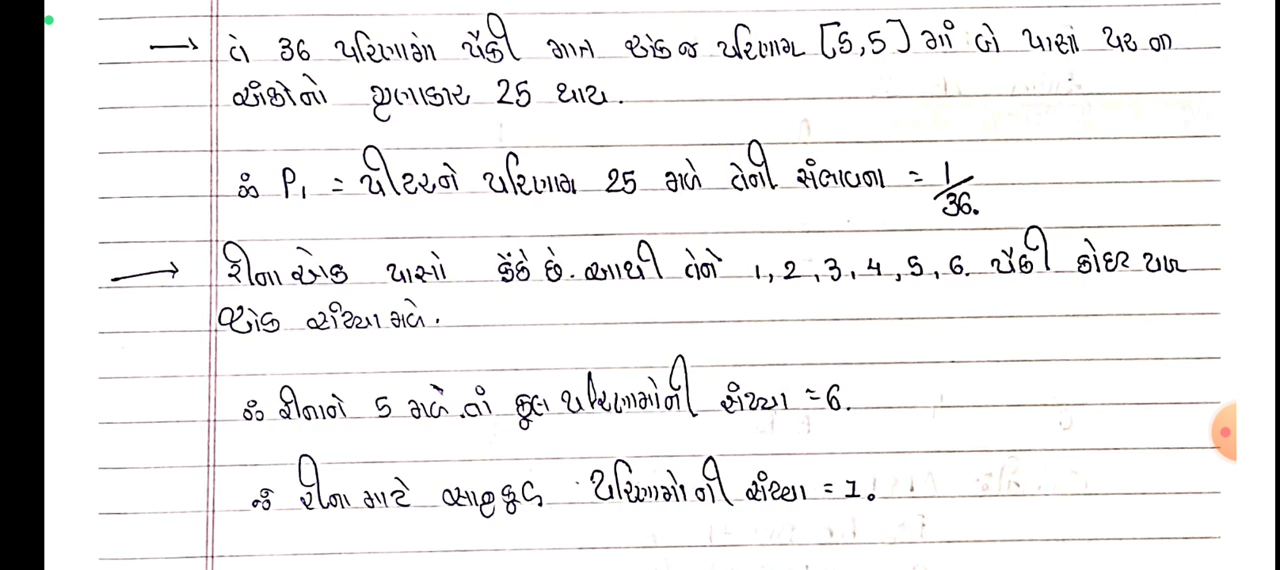 → તે 36 પરિણામો પૈકી માત્ર એક જ પરિણામ [5,5] માં બે પાસાં પરના
અંકોનો ગુણાકાર 25 થાય.
∴ P₁ = પીટરને પરિણામ 25 મળે તેની સંભાવના = 1/36.
→ રીના એક પાસો ફેંકે છે. આથી તેને 1, 2, 3, 4, 5, 6. પૈકી કોઇ પણ
એક સંખ્યા મળે.
∴ રીનાને 5 મળે તાં કુલ પરિણામોની સંખ્યા = 6.
∴ રીના માટે સાનુકુળ પરિણામોની સંખ્યા = 1.